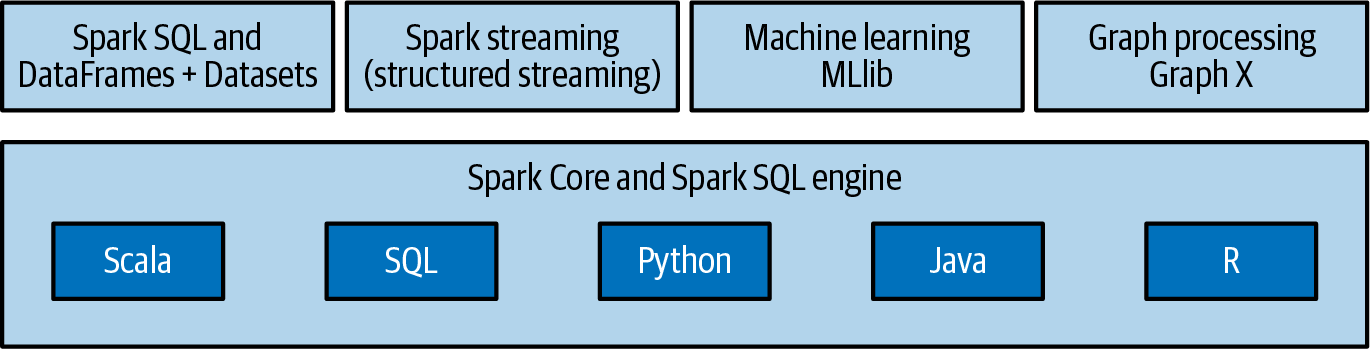 Spark SQL and
DataFrames + Datasets
Spark streaming
(structured streaming)
Machine learning
MLlib
Graph processing
Graph X
Spark Core and Spark SQL engine
Scala
SQL
Python
Java
R